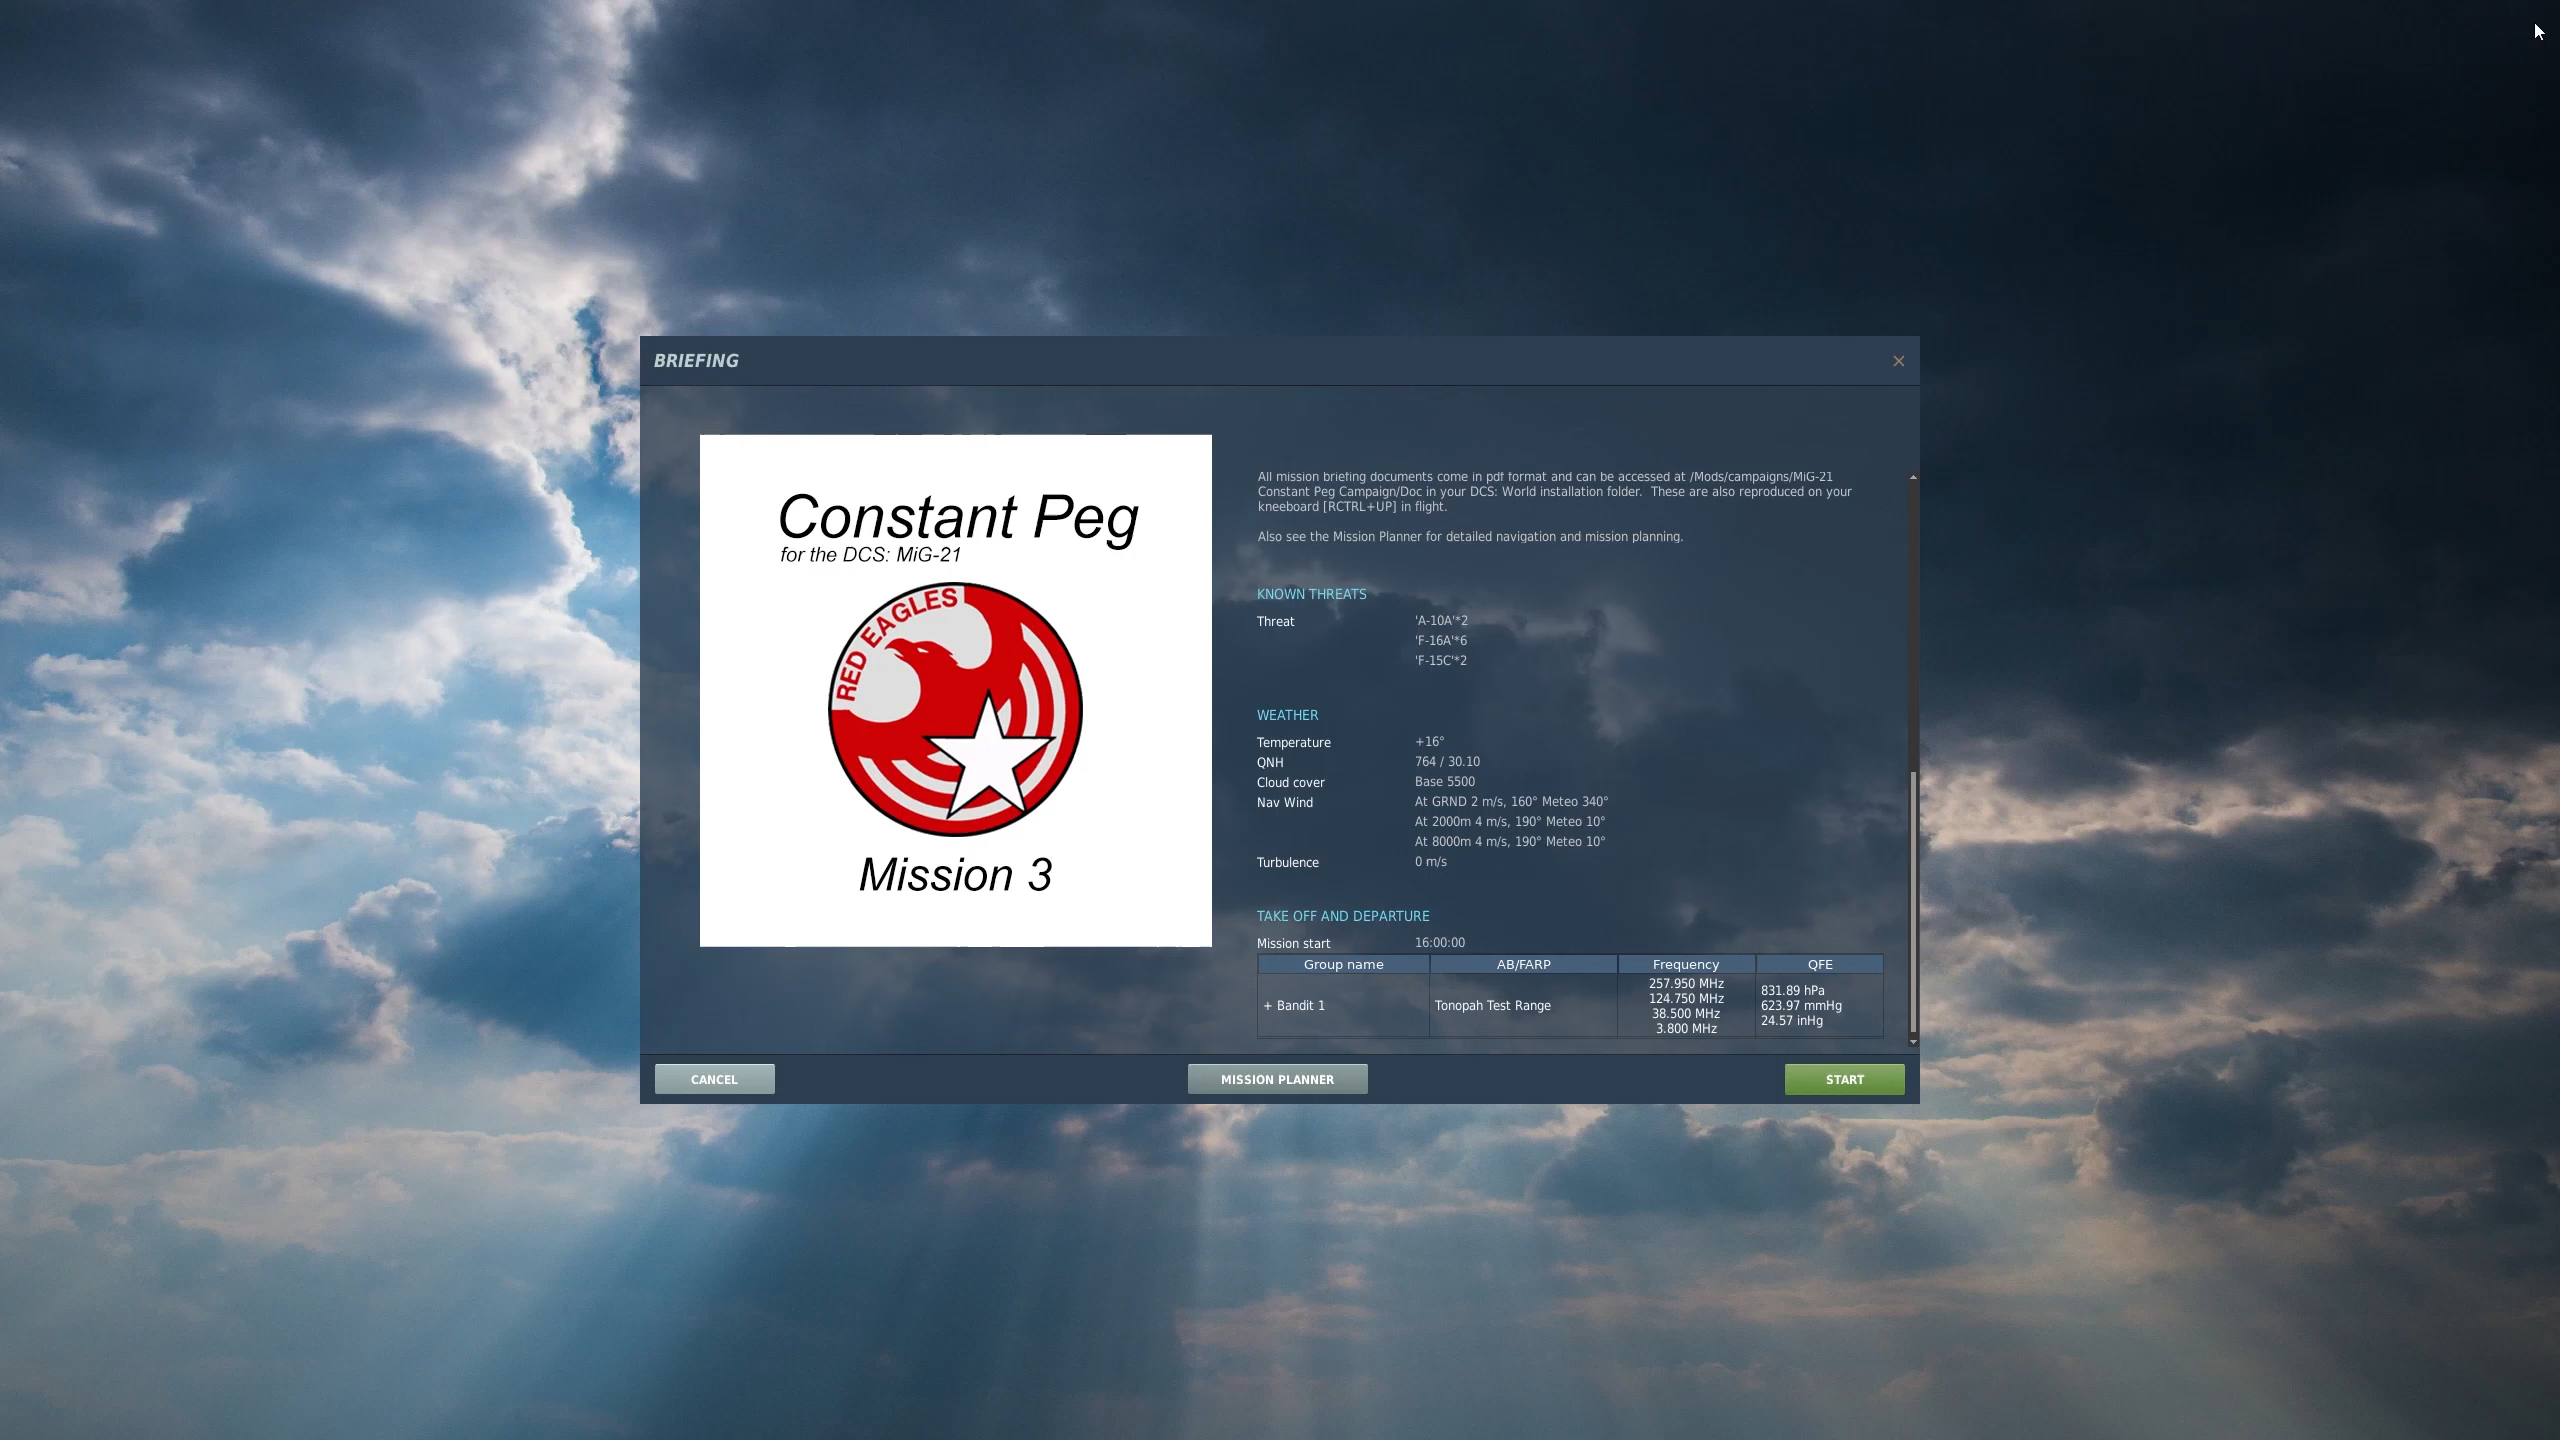 BRIEFING
Constant Peg
for the DCS: MiG-21
RED EAGLES
Mission 3
All mission briefing documents come in pdf format and can be accessed at /Mods/campaigns/MiG-21
Constant Peg Campaign/Doc in your DCS: World installation folder.  These are also reproduced on your
kneeboard [RCTRL+UP] in flight.
Also see the Mission Planner for detailed navigation and mission planning.
KNOWN THREATS
Threat 'A-10A'*2
'F-16A'*6
'F-15C'*2
WEATHER
Temperature +16°
QNH 764 / 30.10
Cloud cover Base 5500
Nav Wind At GRND 2 m/s, 160° Meteo 340°
At 2000m 4 m/s, 190° Meteo 10°
At 8000m 4 m/s, 190° Meteo 10°
Turbulence 0 m/s
TAKE OFF AND DEPARTURE
Mission start 16:00:00
Group name AB/FARP Frequency QFE
+ Bandit 1 Tonopah Test Range
257.950 MHz
124.750 MHz
38.500 MHz
3.800 MHz
831.89 hPa
623.97 mmHg
24.57 inHg
CANCEL MISSION PLANNER START